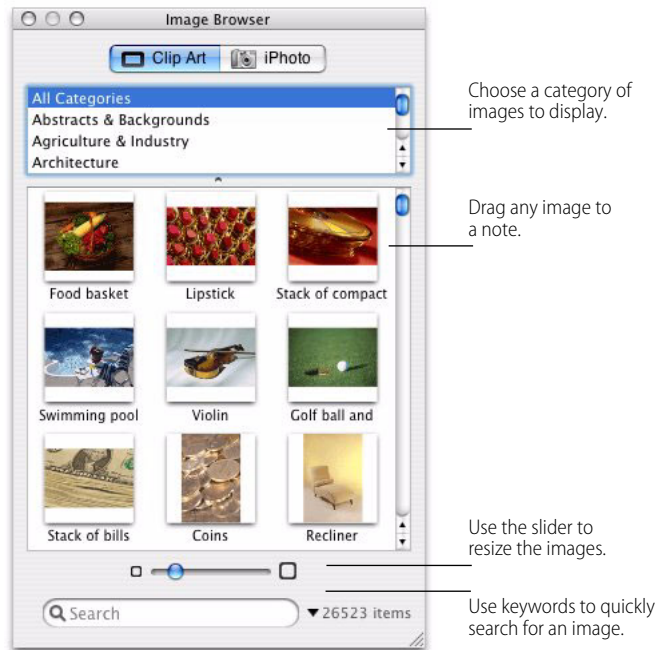 Image Browser
Clip Art
iPhoto
All Categories
Abstracts & Backgrounds
Agriculture & Industry
Architecture
Choose a category of
images to display.
Food basket
Lipstick
Stack of compact
Drag any image to
a note.
Swimming pool
Violin
Golf ball and
Stack of bills
Coins
Recliner
Use the slider to
resize the images.
Search
26523 items
Use keywords to quickly
search for an image.